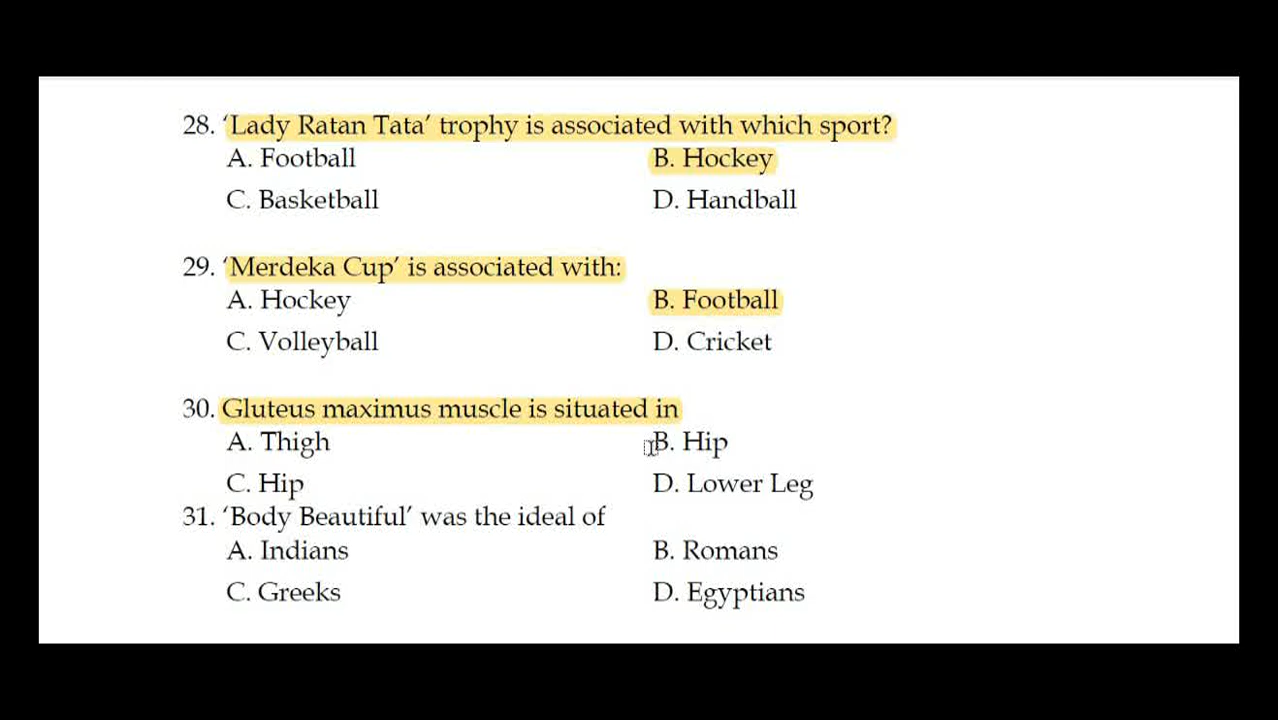 28. ‘Lady Ratan Tata’ trophy is associated with which sport?
A. Football B. Hockey
C. Basketball D. Handball
29. ‘Merdeka Cup’ is associated with:
A. Hockey B. Football
C. Volleyball D. Cricket
30. Gluteus maximus muscle is situated in
A. Thigh B. Hip
C. Hip D. Lower Leg
31. ‘Body Beautiful’ was the ideal of
A. Indians B. Romans
C. Greeks D. Egyptians